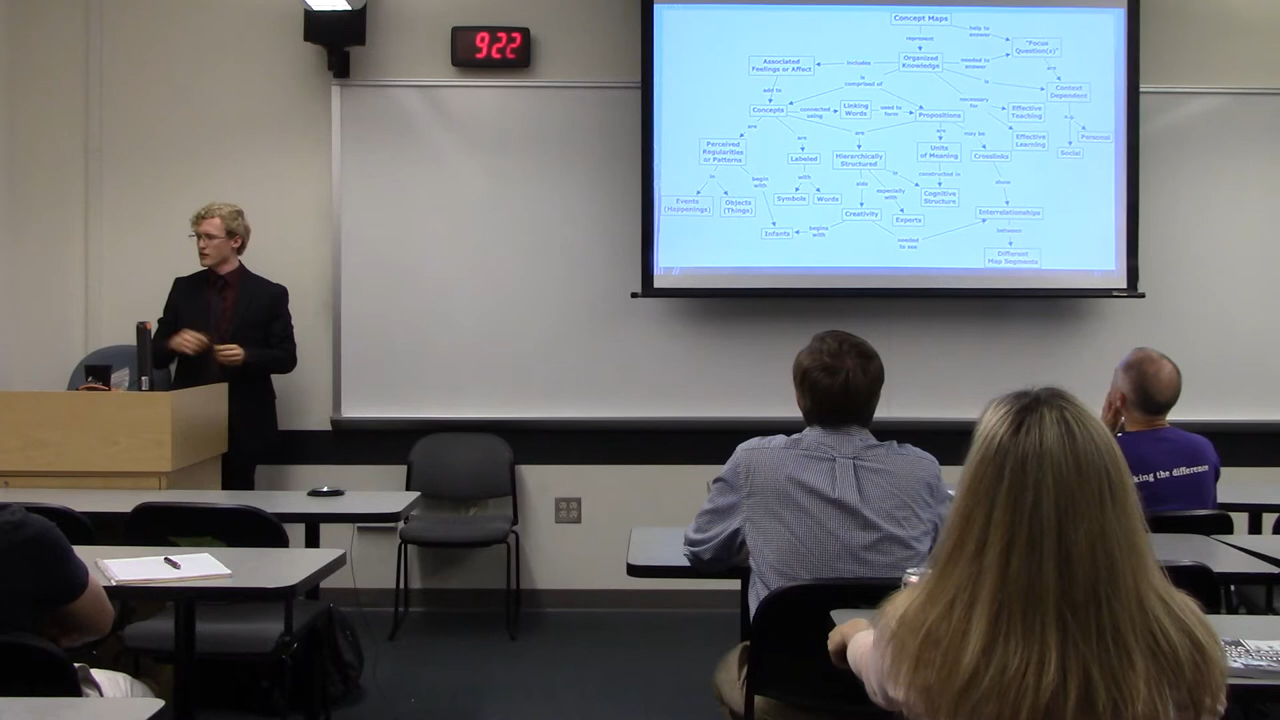 922
Concept Maps
represent
help to
answer
"Focus
Question(s)"
Associated
Feelings or Affect
includes
Organized
Knowledge
needed to
answer
are
add to
is
comprised of
is
Context
Dependent
necessary
for
Concepts
connected
using
Linking
Words
used to
form
Propositions
Effective
Teaching
are
are
are
are
may be
Effective
Learning
Personal
Social
Perceived
Regularities
or Patterns
Labeled
Hierarchically
Structured
Units
of Meaning
Crosslinks
in
begin
with
with
aids
especially
with
constructed in
show
Events
(Happenings)
Objects
(Things)
Symbols
Words
Cognitive
Structure
Creativity
Experts
Interrelationships
Infants
begins
with
needed
to see
between
Different
Map Segments
king the difference